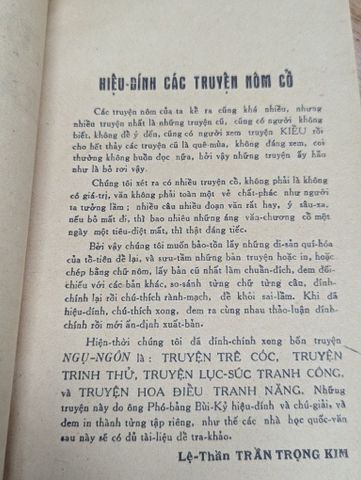 HIỆU-ĐÍNH CÁC TRUYỆN NÔM CỔ
Các truyện nôm của ta kể ra cũng khá nhiều, nhưng
nhiều truyện nhất là những truyện cũ, cũng có người không
biết, không để ý đến, cũng có người xem truyện KIỀU rồi
cho hết thảy các truyện cũ là quê-mùa, không đáng xem, coi
thường không buồn đọc nữa, bởi vậy những truyện ấy hầu
như là bỏ rơi vậy.
Chúng tôi xét ra có nhiều truyện cổ, không phải là không
có giá-trị, văn không phải toàn một vẻ chất-phác như người
ta tưởng lầm ; nhiều câu nhiều đoạn văn rất hay, ý sâu-xa,
nếu bỏ mất đi, thì bao nhiêu những áng văn-chương cổ một
ngày một tiêu-diệt mất, thì thật đáng tiếc.
Bởi vậy chúng tôi muốn bảo-tồn lấy những di-sản quí-hóa
của tổ-tiên để lại, và sưu-tầm những bản truyện hoặc in, hoặc
chép bằng chữ nôm, lấy bản cũ nhất làm chuẩn-đích, đem đối-
chiếu với các bản khác, so-sánh từng chữ từng câu, đính-
chính lại rồi chú-thích rành-mạch, để khỏi sai-lầm. Khi đã
hiệu-đính, chú-thích xong, đem ra cùng nhau thảo-luận đính-
chính rồi mới ấn-định xuất-bản.
Hiện-thời chúng tôi đã đính-chính xong bốn truyện
NGỤ-NGÔN là : TRUYỆN TRÊ CÓC, TRUYỆN
TRINH THỬ, TRUYỆN LỤC-SÚC TRANH CÔNG,
và TRUYỆN HOA ĐIỂU TRANH NĂNG. Những
truyện này do ông Phó-bảng Bùi-Kỷ hiệu-đính và chú-giải, và
đem in thành từng tập riêng, như thế các nhà học quốc-văn
sau này sẽ có đủ tài-liệu để tra-khảo.
Lệ-Thần TRẦN TRỌNG KIM